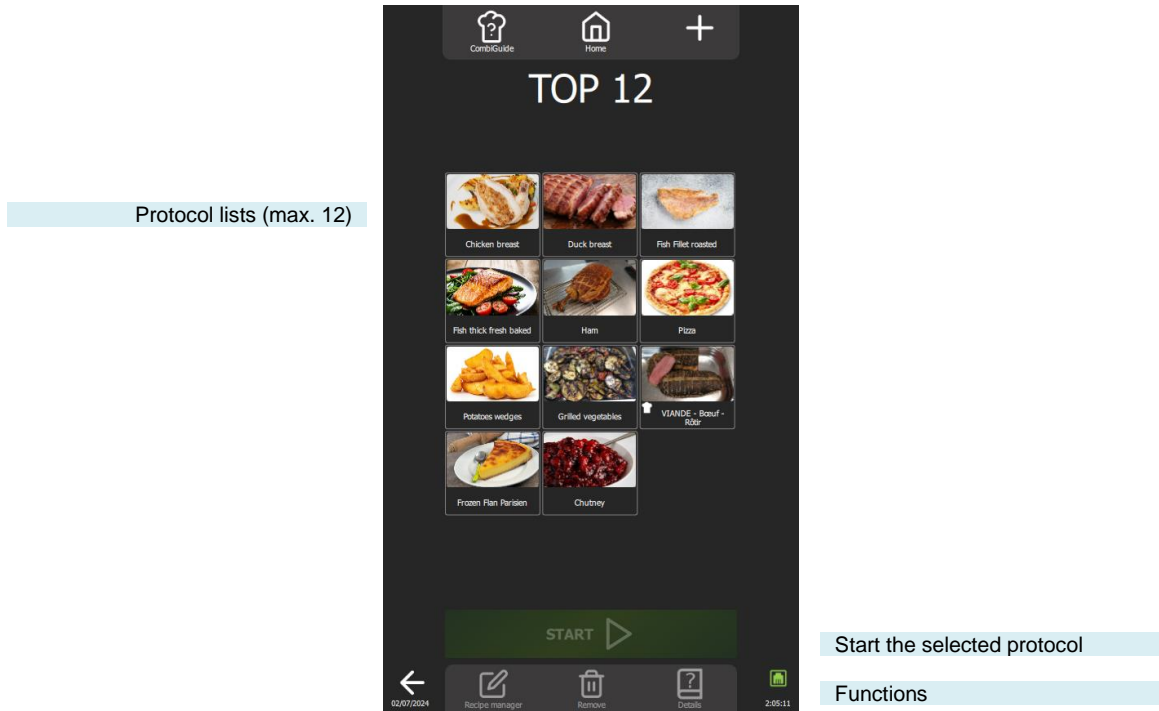 CombiGuide
Home
TOP 12
Protocol lists (max. 12)
Chicken breast
Duck breast
Fish Fillet roasted
Fish thick fresh baked
Ham
Pizza
Potatoes wedges
Grilled vegetables
VIANDE - Bœuf -
Rôtir
Frozen Flan Parisien
Chutney
START
Start the selected protocol
02/07/2024
Recipe manager
Remove
Details
2:05:11
Functions